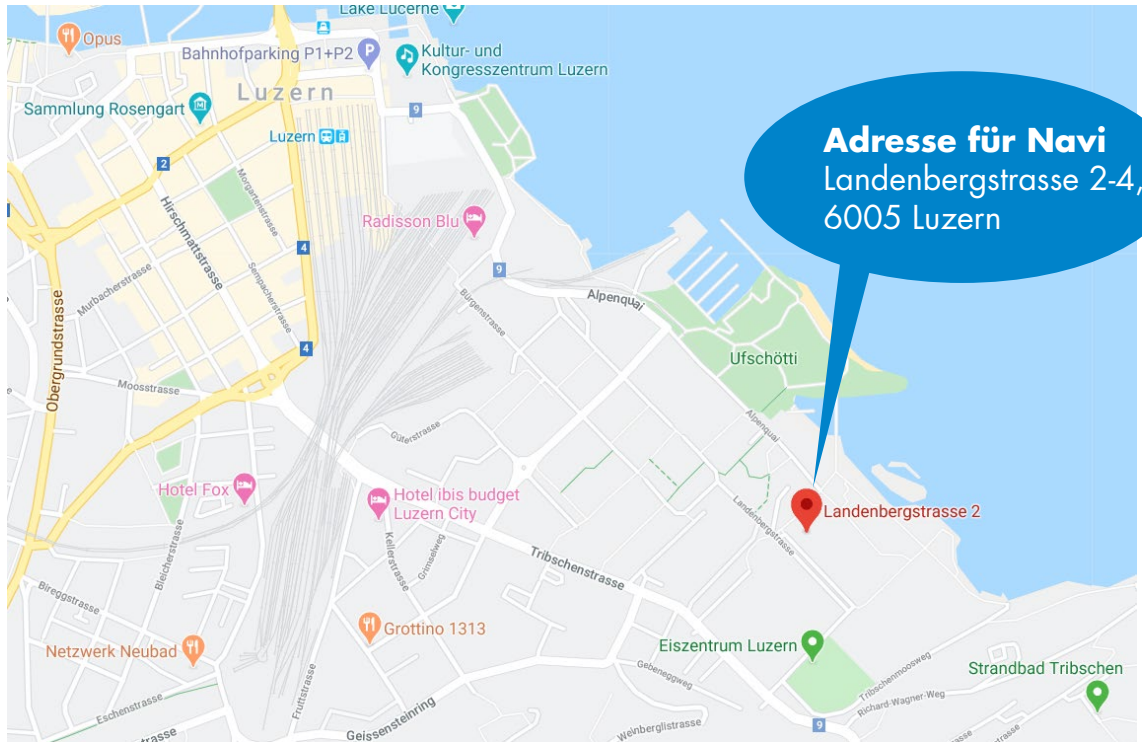 Lake Lucerne
Opus
Bahnhofparking P1+P2
P
Kultur- und
Kongresszentrum Luzern
Luzern
Sammlung Rosengart
9
Luzern
2
Adresse für Navi
Landenbergstrasse 2-4,
6005 Luzern
Morgartenstrasse
Hirschmattstrasse
Radisson Blu
4
9
Murbacherstrasse
Sempacherstrasse
Obergrundstrasse
Bürgenstrasse
Alpenquai
4
Ufschötti
Moosstrasse
Güterstrasse
Alpenquai
Hotel Fox
Hotel ibis budget
Luzern City
Landenbergstrasse
Landenbergstrasse 2
Bleicherstrasse
Kellerstrasse
Grimselweg
Tribschenstrasse
Bireggstrasse
Grottino 1313
Netzwerk Neubad
Eiszentrum Luzern
Gebeneggweg
Tribschenmoosweg
Strandbad Tribschen
Eschenstrasse
Fruttstrasse
Richard-Wagner-Weg
Geissensteinring
Weinberglistrasse
9